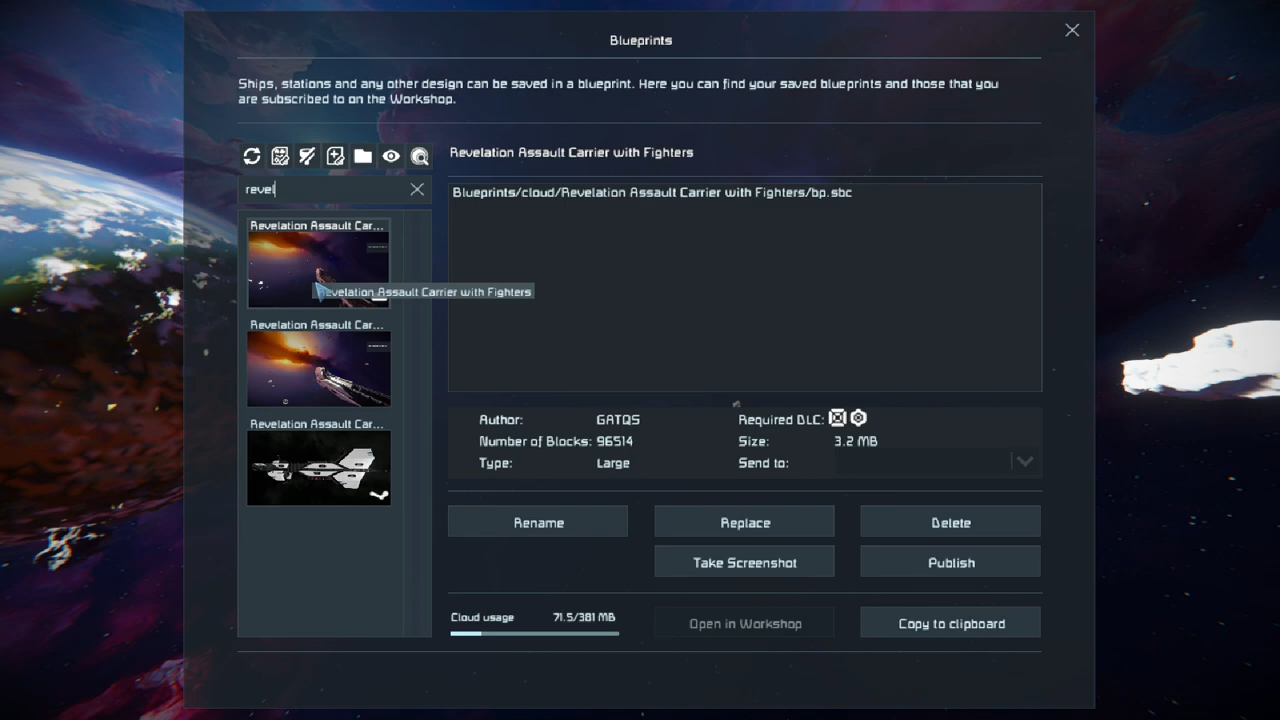 Blueprints
Ships, stations and any other design can be saved in a blueprint. Here you can find your saved blueprints and those that you
are subscribed to on the Workshop.
revel
Revelation Assault Car...
Revelation Assault Carrier with Fighters
Revelation Assault Car...
Revelation Assault Car...
Revelation Assault Carrier with Fighters
Blueprints/cloud/Revelation Assault Carrier with Fighters/bp.sbc
Author: GATQS
Required DLC:
Number of Blocks: 96514
Size: 3.2 MB
Type: Large
Send to:
Rename
Replace
Delete
Take Screenshot
Publish
Cloud usage 71.5/381 MB
Open in Workshop
Copy to clipboard